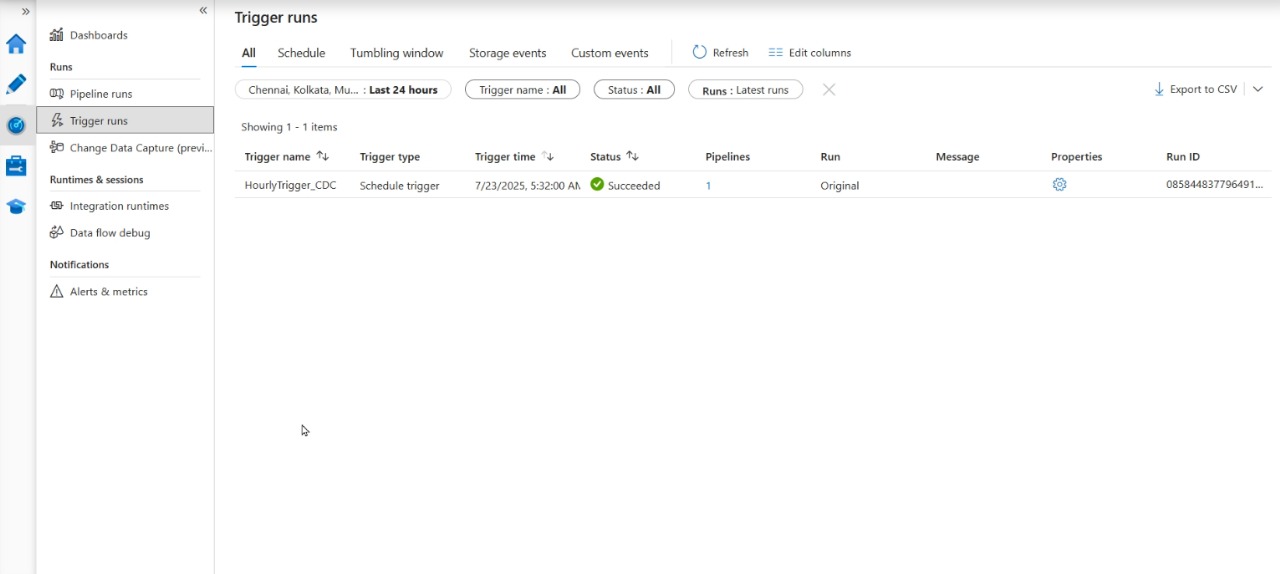 Trigger runs
Dashboards
Runs
Pipeline runs
Trigger runs
Change Data Capture (previ...
Runtimes & sessions
Integration runtimes
Data flow debug
Notifications
Alerts & metrics
All Schedule Tumbling window Storage events Custom events Refresh Edit columns
Chennai, Kolkata, Mu... : Last 24 hours Trigger name : All Status : All Runs : Latest runs Export to CSV
Showing 1 - 1 items
Trigger name Trigger type Trigger time Status Pipelines Run Message Properties Run ID
HourlyTrigger_CDC Schedule trigger 7/23/2025, 5:32:00 AM Succeeded 1 Original 085844837796491...